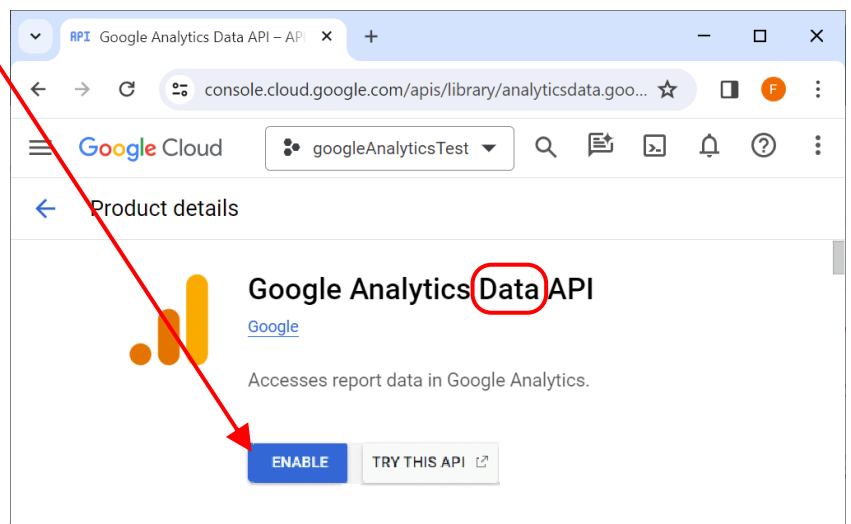 API Google Analytics Data API – AP
console.cloud.google.com/apis/library/analyticsdata.goo...
F
Google Cloud
googleAnalyticsTest
Product details
Google Analytics Data API
Google
Accesses report data in Google Analytics.
ENABLE
TRY THIS API